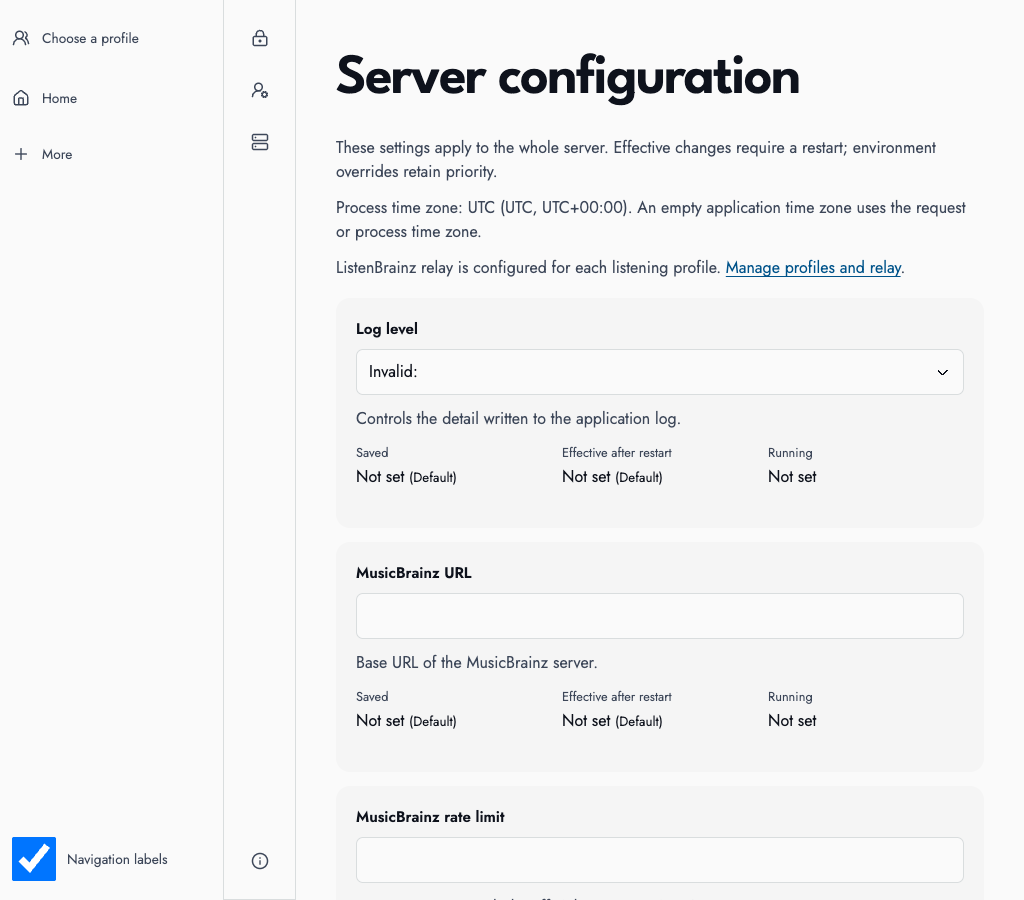 Choose a profile
Home
More
Navigation labels
Server configuration
These settings apply to the whole server. Effective changes require a restart; environment
overrides retain priority.
Process time zone: UTC (UTC, UTC+00:00). An empty application time zone uses the request
or process time zone.
ListenBrainz relay is configured for each listening profile. Manage profiles and relay.
Log level
Invalid:
Controls the detail written to the application log.
Saved Effective after restart Running
Not set (Default) Not set (Default) Not set
MusicBrainz URL
Base URL of the MusicBrainz server.
Saved Effective after restart Running
Not set (Default) Not set (Default) Not set
MusicBrainz rate limit